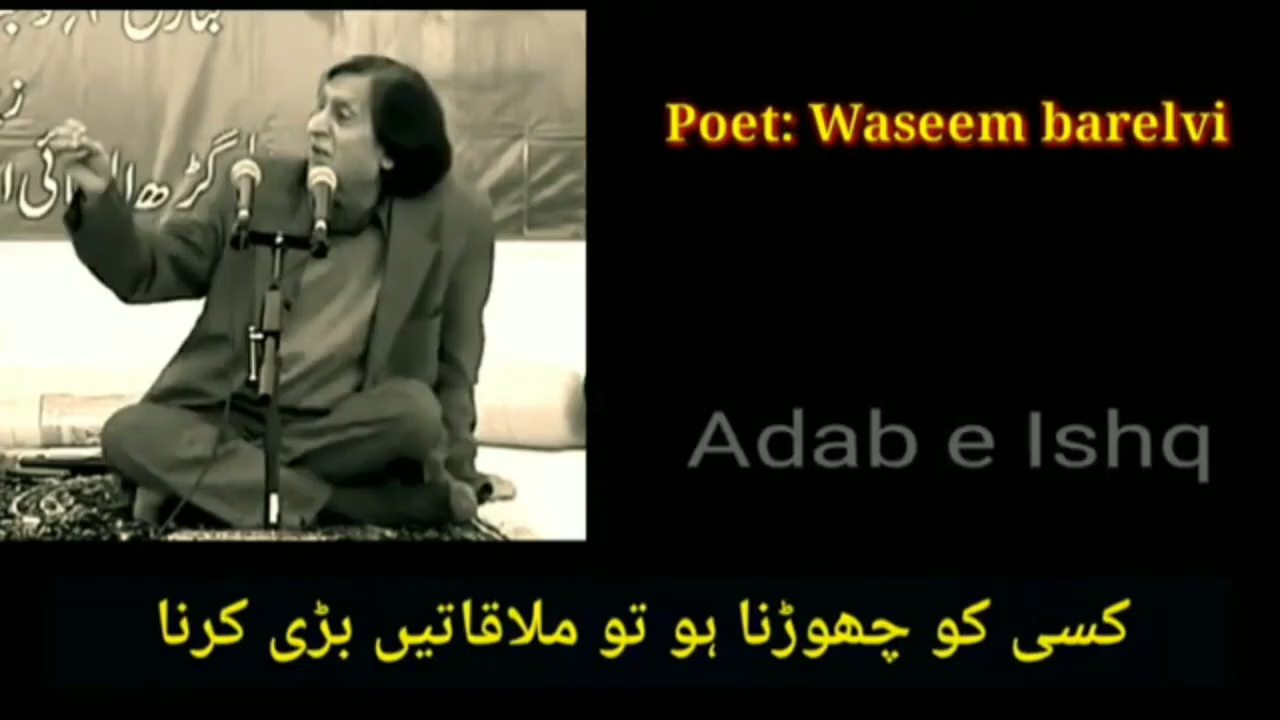 Poet: Waseem barelvi
Adab e Ishq
کسی کو چھوڑنا ہو تو ملاقاتیں بڑی کرنا